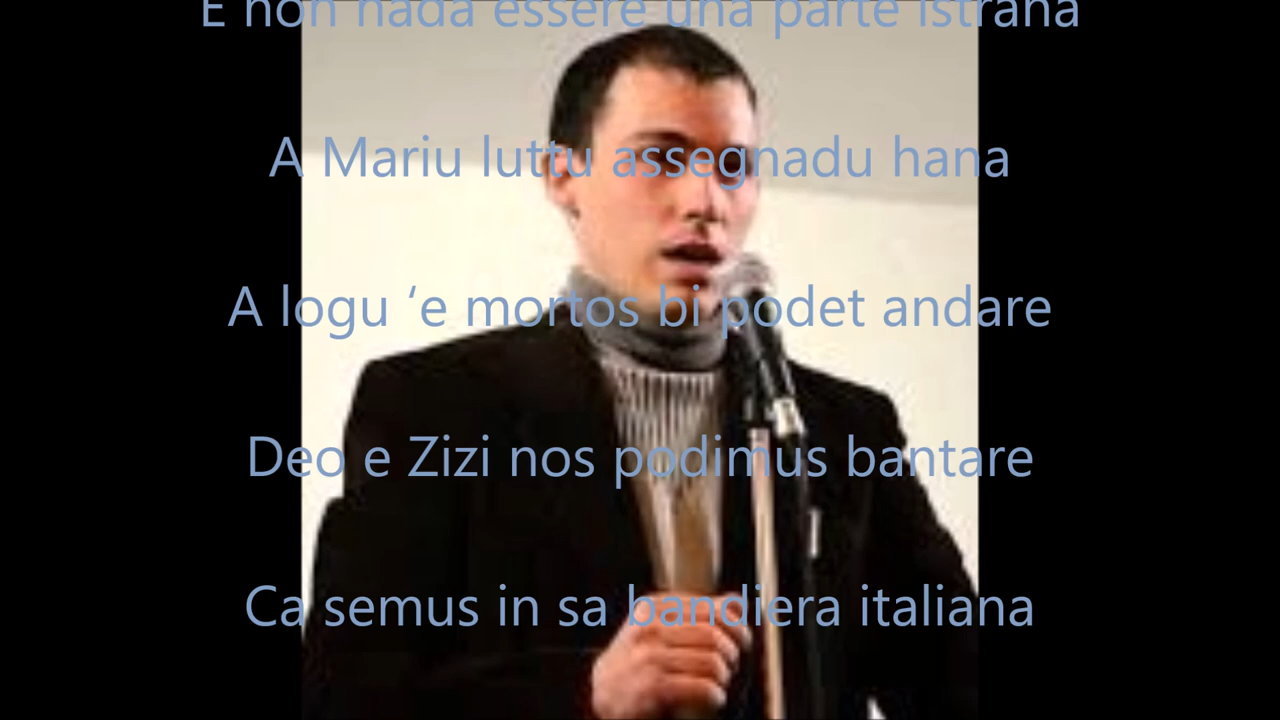 E non nada essere una parte istrana
A Mariu luttu assegnadu hana
A logu ‘e mortos bi podet andare
Deo e Zizi nos podimus bantare
Ca semus in sa bandiera italiana